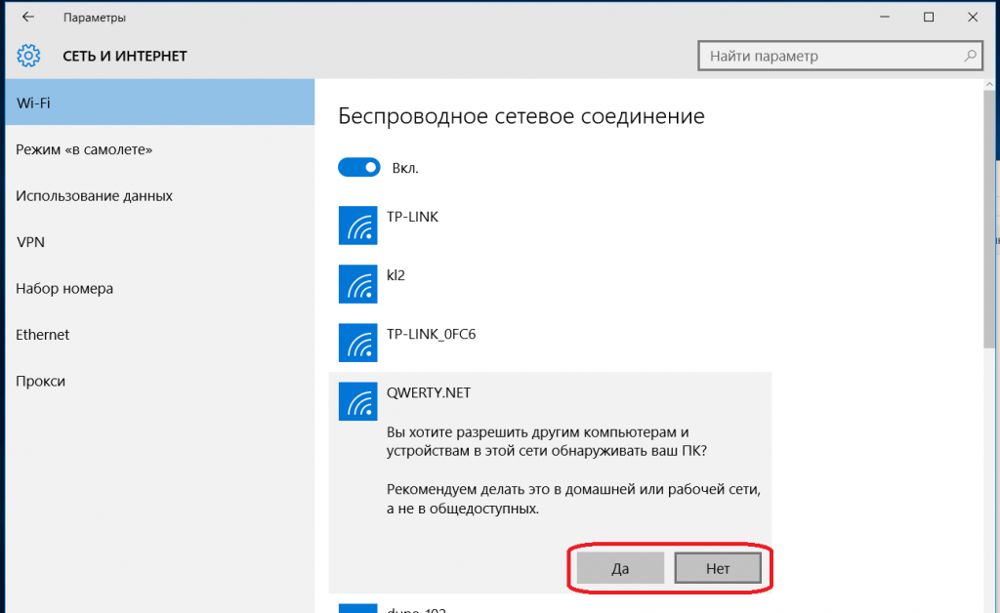 Параметры
СЕТЬ И ИНТЕРНЕТ
Найти параметр
Wi-Fi
Режим «в самолете»
Использование данных
VPN
Набор номера
Ethernet
Прокси
Беспроводное сетевое соединение
Вкл.
TP-LINK
kl2
TP-LINK_0FC6
QWERTY.NET
Вы хотите разрешить другим компьютерам и
устройствам в этой сети обнаруживать ваш ПК?
Рекомендуем делать это в домашней или рабочей сети,
а не в общедоступных.
Да
Нет